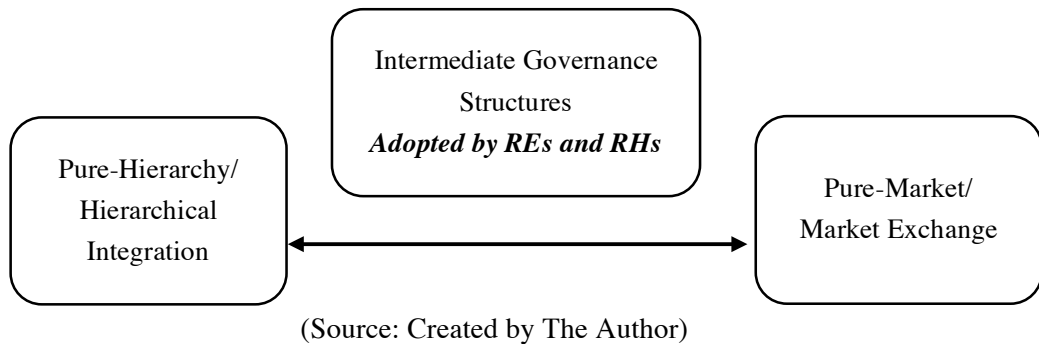 Intermediate Governance
Structures
Adopted by REs and RHs
Pure-Hierarchy/
Hierarchical
Integration
Pure-Market/
Market Exchange
(Source: Created by The Author)